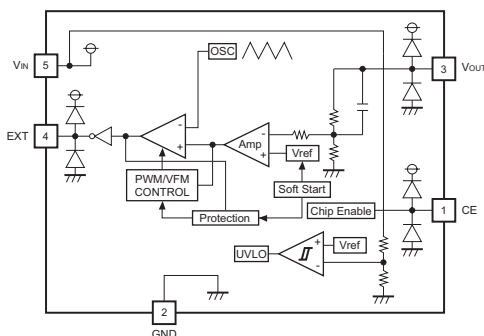 OSC
VIN
5
VOUT
3
EXT
4
-
+
Amp
-
+
Vref
PWM/VFM
CONTROL
Soft Start
Protection
Chip Enable
1
CE
UVLO
+
-
Vref
2
GND